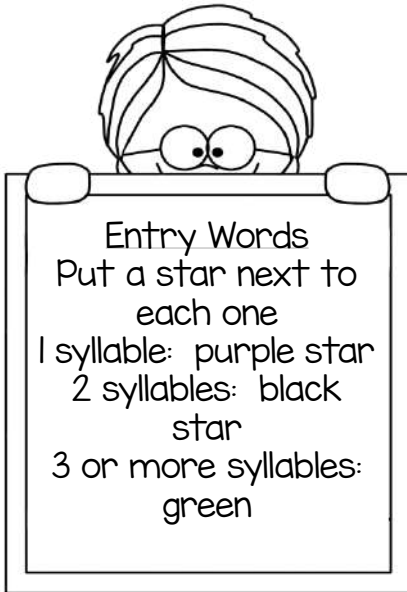 Entry Words
Put a star next to
each one
1 syllable: purple star
2 syllables: black
star
3 or more syllables:
green